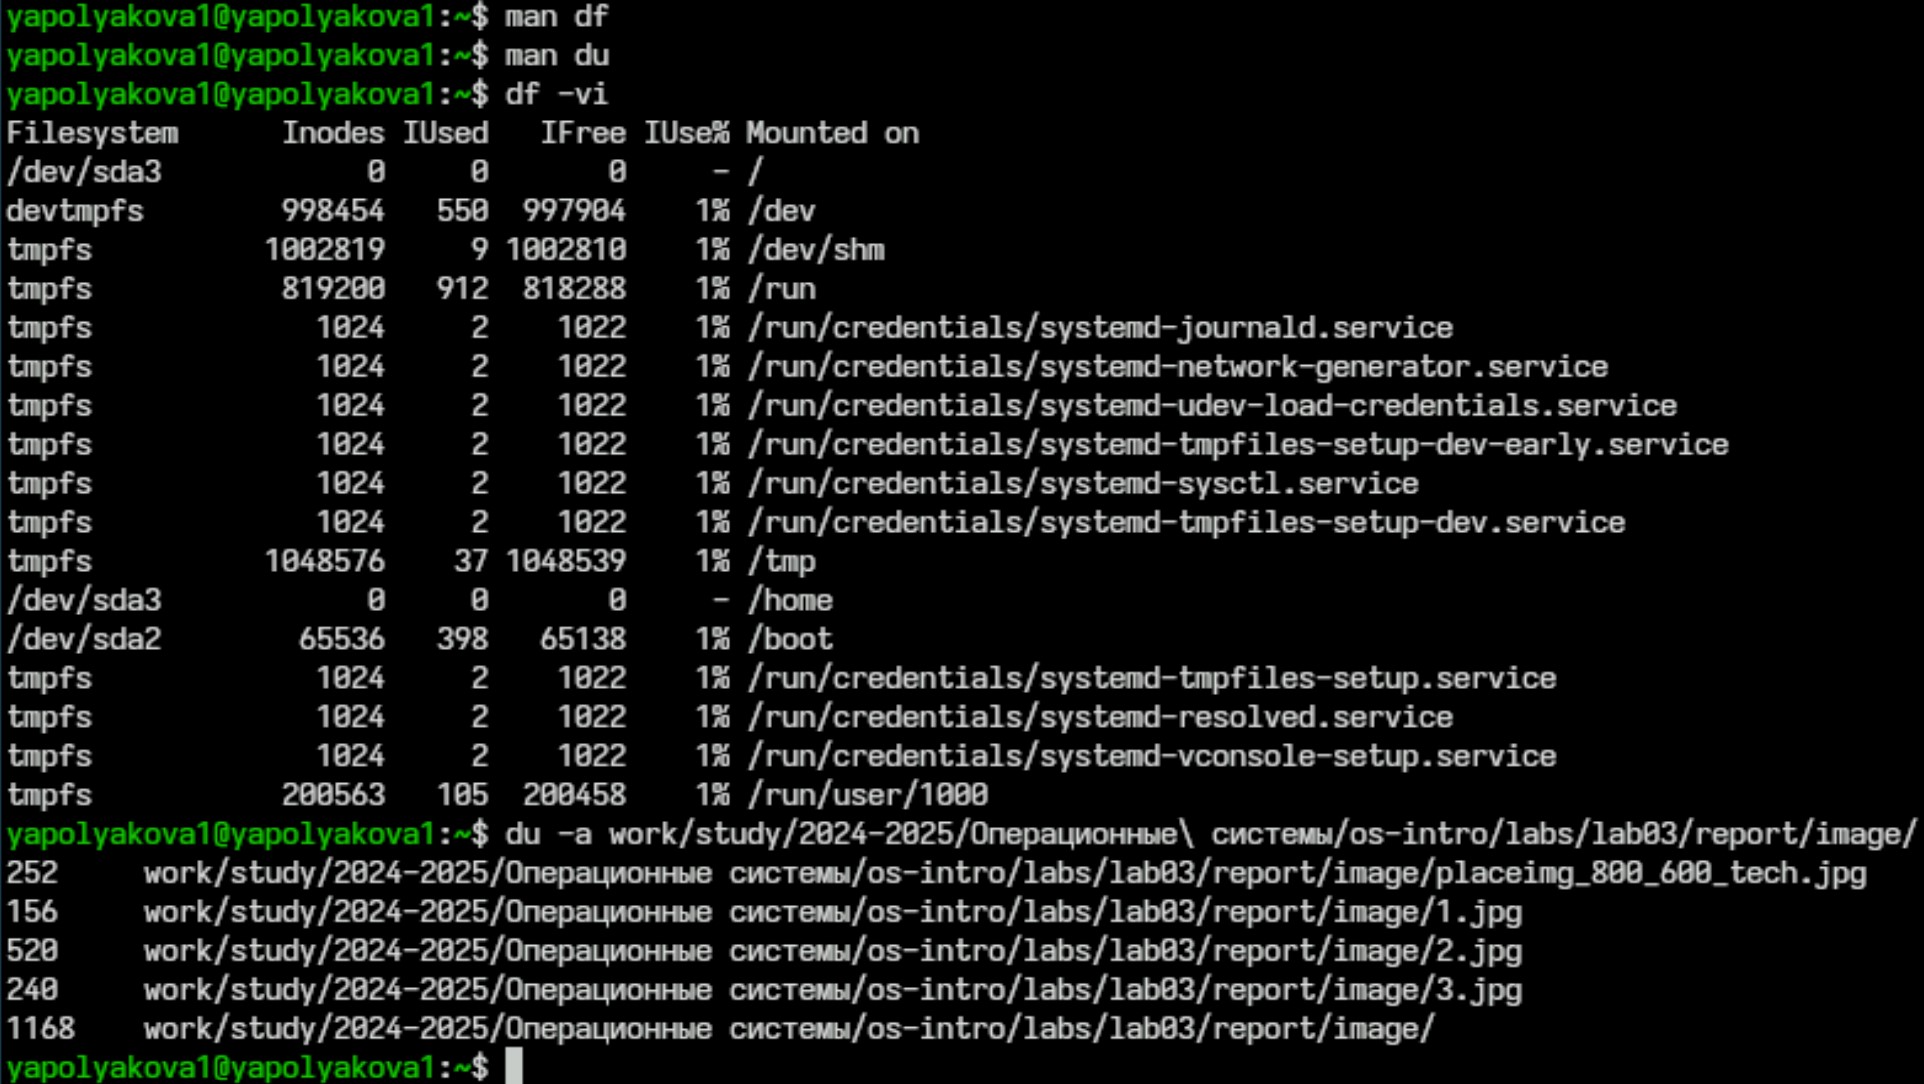 yapolyakova1@yapolyakova1:~$ man df
yapolyakova1@yapolyakova1:~$ man du
yapolyakova1@yapolyakova1:~$ df -vi
Filesystem      Inodes IUsed   IFree IUse% Mounted on
/dev/sda3            0     0       0     - /
devtmpfs        998454   550  997904    1% /dev
tmpfs          1002819     9 1002810    1% /dev/shm
tmpfs           819200   912  818288    1% /run
tmpfs             1024     2    1022    1% /run/credentials/systemd-journald.service
tmpfs             1024     2    1022    1% /run/credentials/systemd-network-generator.service
tmpfs             1024     2    1022    1% /run/credentials/systemd-udev-load-credentials.service
tmpfs             1024     2    1022    1% /run/credentials/systemd-tmpfiles-setup-dev-early.service
tmpfs             1024     2    1022    1% /run/credentials/systemd-sysctl.service
tmpfs             1024     2    1022    1% /run/credentials/systemd-tmpfiles-setup-dev.service
tmpfs          1048576    37 1048539    1% /tmp
/dev/sda3            0     0       0     - /home
/dev/sda2        65536   398   65138    1% /boot
tmpfs             1024     2    1022    1% /run/credentials/systemd-tmpfiles-setup.service
tmpfs             1024     2    1022    1% /run/credentials/systemd-resolved.service
tmpfs             1024     2    1022    1% /run/credentials/systemd-vconsole-setup.service
tmpfs           200563   105  200458    1% /run/user/1000
yapolyakova1@yapolyakova1:~$ du -a work/study/2024-2025/Операционные\ системы/os-intro/labs/lab03/report/image/
252     work/study/2024-2025/Операционные системы/os-intro/labs/lab03/report/image/placeimg_800_600_tech.jpg
156     work/study/2024-2025/Операционные системы/os-intro/labs/lab03/report/image/1.jpg
520     work/study/2024-2025/Операционные системы/os-intro/labs/lab03/report/image/2.jpg
240     work/study/2024-2025/Операционные системы/os-intro/labs/lab03/report/image/3.jpg
1168    work/study/2024-2025/Операционные системы/os-intro/labs/lab03/report/image/
yapolyakova1@yapolyakova1:~$